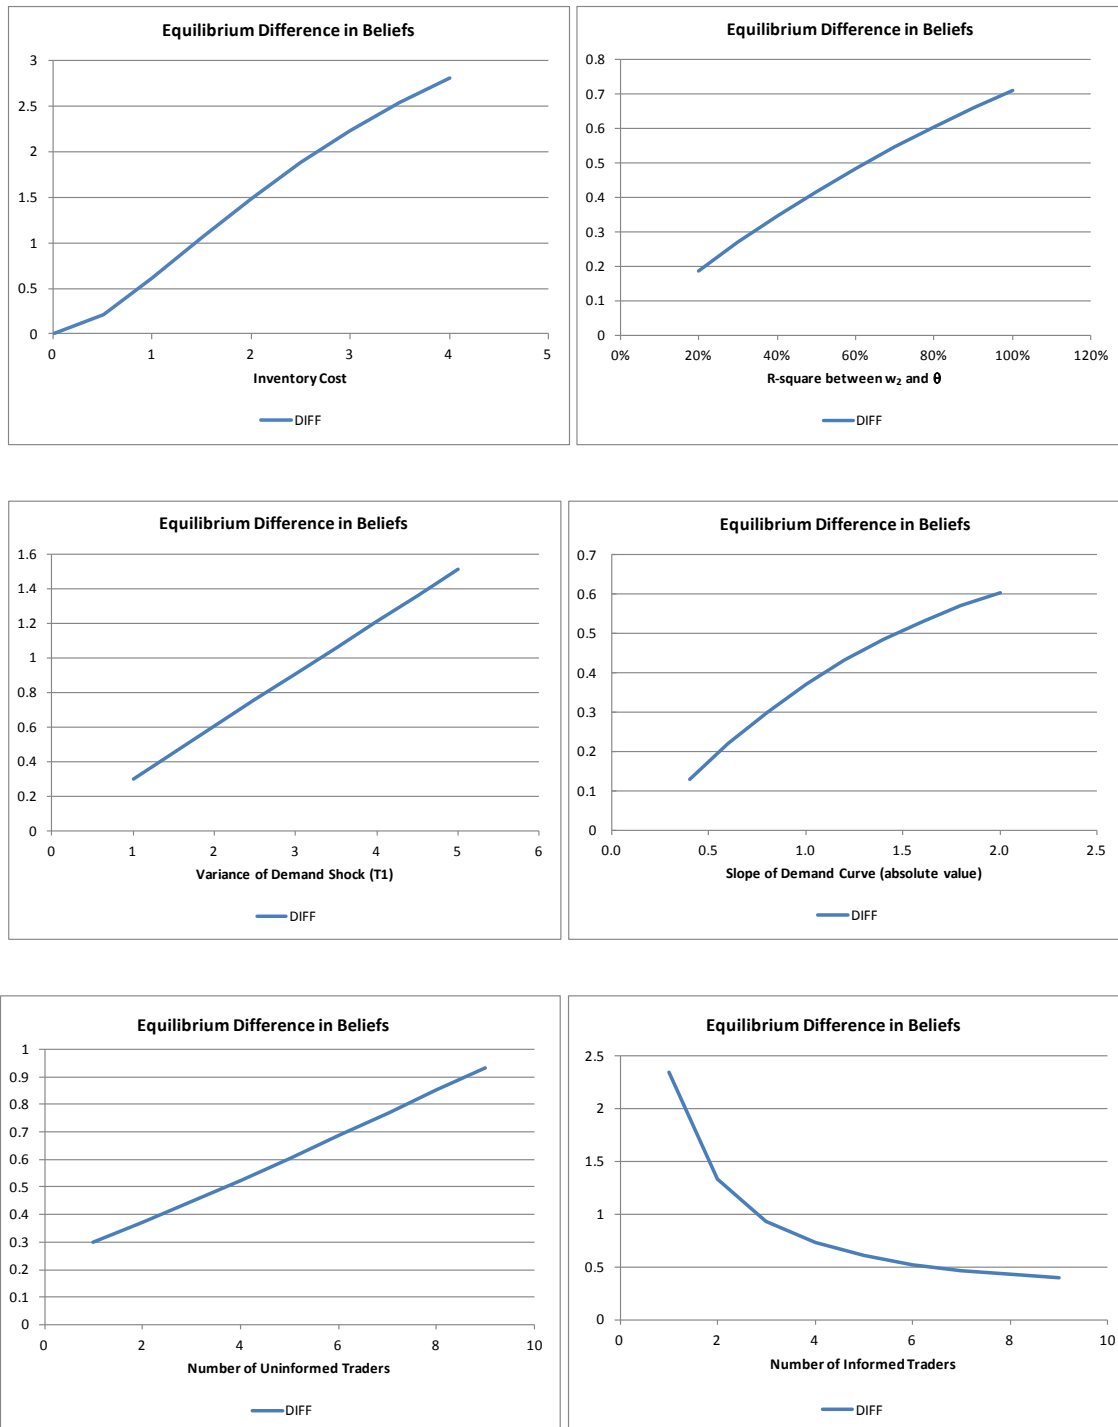 Equilibrium Difference in Beliefs
3
2.5
2
1.5
1
0.5
0
0 1 2 3 4 5
Inventory Cost
DIFF
Equilibrium Difference in Beliefs
0.8
0.7
0.6
0.5
0.4
0.3
0.2
0.1
0
0% 20% 40% 60% 80% 100% 120%
R-square between w₂ and θ
DIFF
Equilibrium Difference in Beliefs
1.6
1.4
1.2
1
0.8
0.6
0.4
0.2
0
0 1 2 3 4 5 6
Variance of Demand Shock (T1)
DIFF
Equilibrium Difference in Beliefs
0.7
0.6
0.5
0.4
0.3
0.2
0.1
0
0.0 0.5 1.0 1.5 2.0 2.5
Slope of Demand Curve (absolute value)
DIFF
Equilibrium Difference in Beliefs
1
0.9
0.8
0.7
0.6
0.5
0.4
0.3
0.2
0.1
0
0 2 4 6 8 10
Number of Uninformed Traders
DIFF
Equilibrium Difference in Beliefs
2.5
2
1.5
1
0.5
0
0 2 4 6 8 10
Number of Informed Traders
DIFF